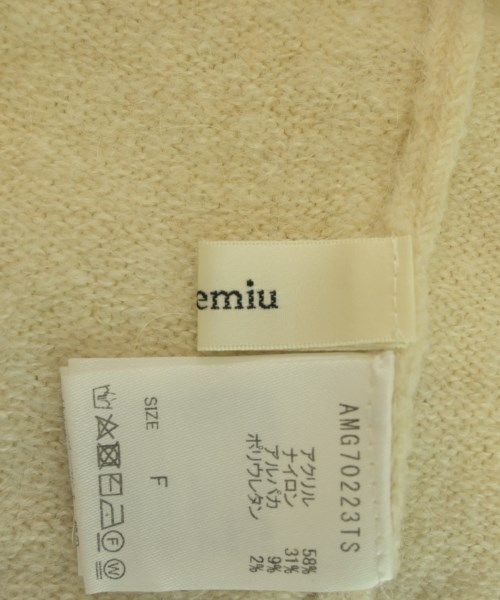 emiu
AMG70223TS
アクリル 58%
ナイロン 31%
アルパカ 9%
ポリウレタン 2%
SIZE F
F W